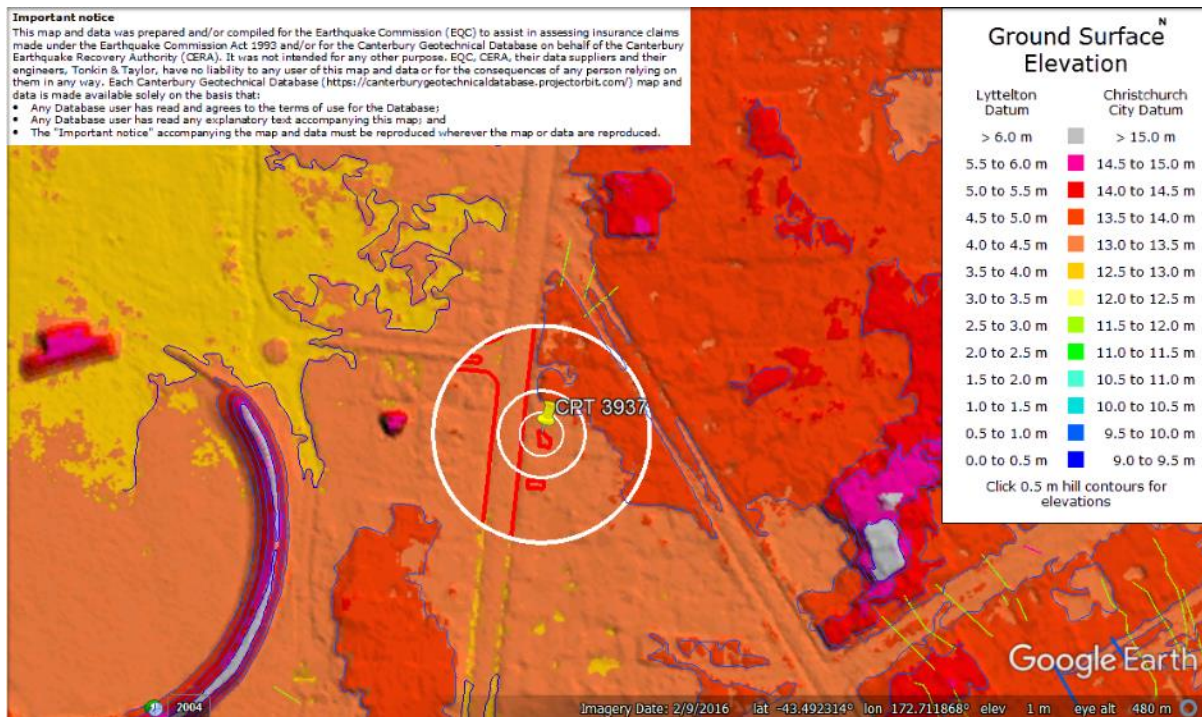 Important notice
This map and data was prepared and/or compiled for the Earthquake Commission (EQC) to assist in assessing insurance claims
made under the Earthquake Commission Act 1993 and/or for the Canterbury Geotechnical Database on behalf of the Canterbury
Earthquake Recovery Authority (CERA). It was not intended for any other purpose. EQC, CERA, their data suppliers and their
engineers, Tonkin & Taylor, have no liability to any user of this map and data or for the consequences of any person relying on
them in any way. Each Canterbury Geotechnical Database (https://canterburygeotechnicaldatabase.projectorbit.com/) map and
data is made available solely on the basis that:
• Any Database user has read and agrees to the terms of use for the Database;
• Any Database user has read any explanatory text accompanying this map; and
• The "Important notice" accompanying the map and data must be reproduced wherever the map or data are reproduced.
N
Ground Surface
Elevation
Lyttelton Christchurch
Datum City Datum
> 6.0 m > 15.0 m
5.5 to 6.0 m 14.5 to 15.0 m
5.0 to 5.5 m 14.0 to 14.5 m
4.5 to 5.0 m 13.5 to 14.0 m
4.0 to 4.5 m 13.0 to 13.5 m
3.5 to 4.0 m 12.5 to 13.0 m
3.0 to 3.5 m 12.0 to 12.5 m
2.5 to 3.0 m 11.5 to 12.0 m
2.0 to 2.5 m 11.0 to 11.5 m
1.5 to 2.0 m 10.5 to 11.0 m
1.0 to 1.5 m 10.0 to 10.5 m
0.5 to 1.0 m 9.5 to 10.0 m
0.0 to 0.5 m 9.0 to 9.5 m
Click 0.5 m hill contours for
elevations
CPT 3937
Google Earth
2004
Imagery Date: 2/9/2016 lat -43.492314° lon 172.711868° elev 1 m eye alt 480 m